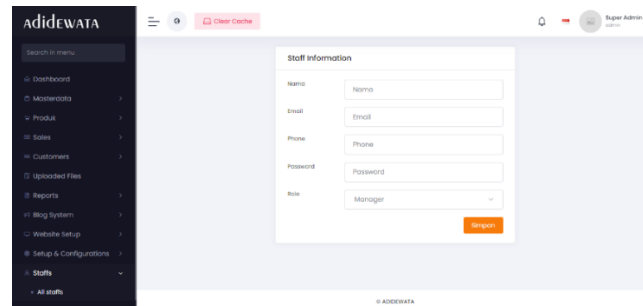 ADIDEWATA
Clear Cache
Super Admin
admin
Search in menu
Dashboard
Masterdata
Produk
Sales
Customers
Uploaded Files
Reports
Blog System
Website Setup
Setup & Configurations
Staffs
All staffs
Staff Information
Name
Name
Email
Email
Phone
Phone
Password
Password
Role
Manager
Simpan
© ADIDEWATA